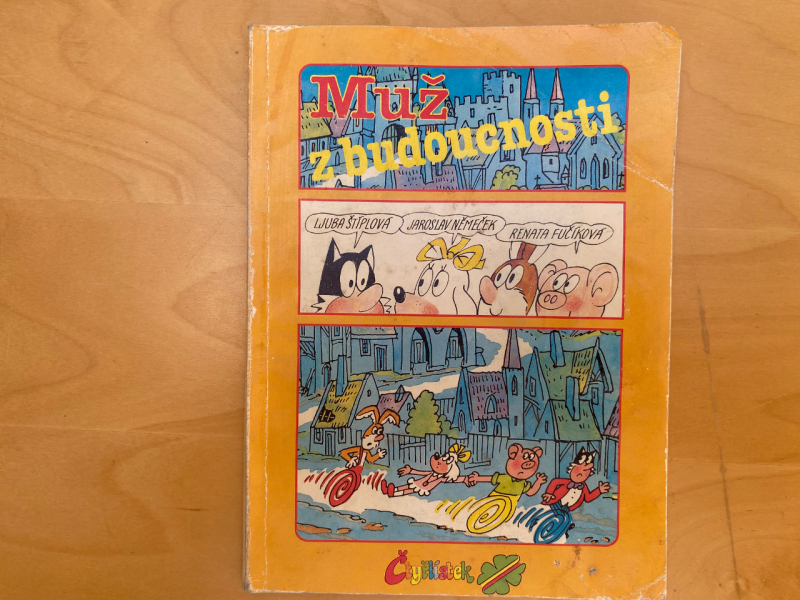 Muž
z budoucnosti
LJUBA ŠTÍPLOVÁ
JAROSLAV NĚMEČEK
RENATA FUČÍKOVÁ
Čtyřlístek